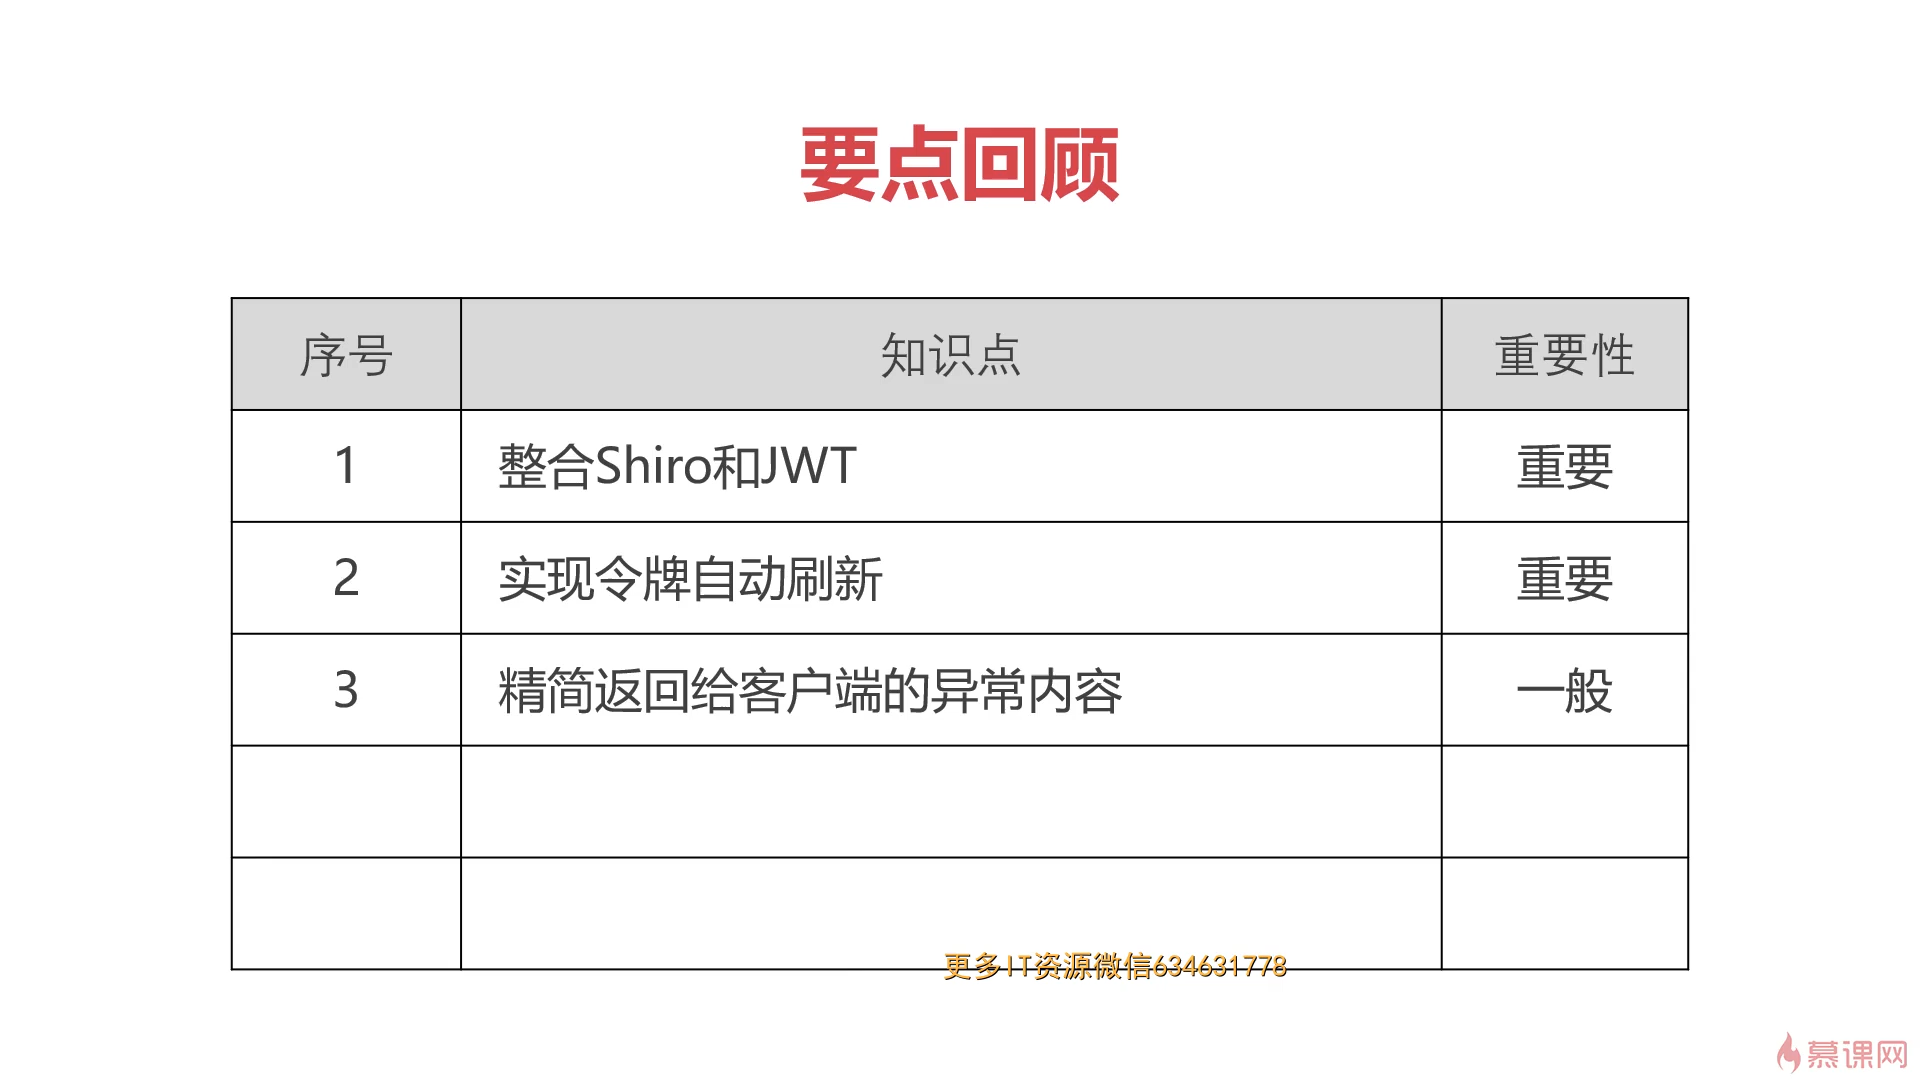 要点回顾
序号 知识点 重要性
1 整合Shiro和JWT 重要
2 实现令牌自动刷新 重要
3 精简返回给客户端的异常内容 一般
更多IT资源微信634631778
慕课网